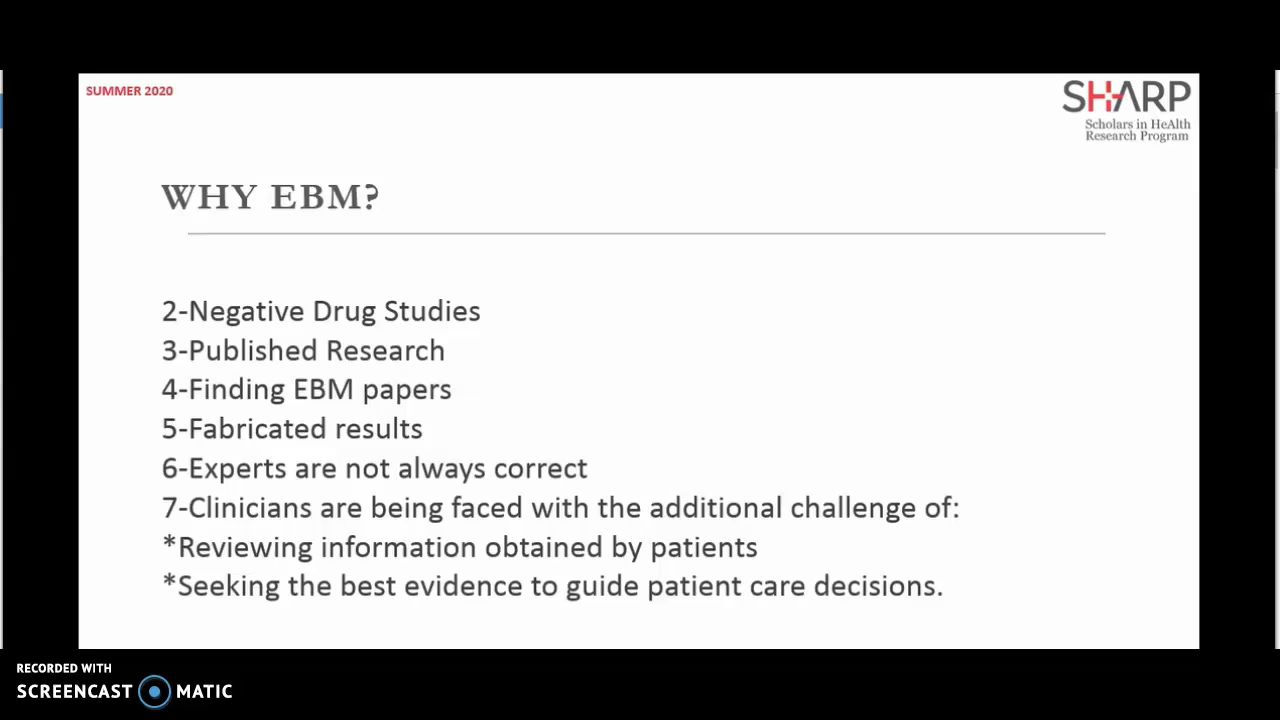 SUMMER 2020
SHARP
Scholars in HeAlth
Research Program
WHY EBM?
2-Negative Drug Studies
3-Published Research
4-Finding EBM papers
5-Fabricated results
6-Experts are not always correct
7-Clinicians are being faced with the additional challenge of:
*Reviewing information obtained by patients
*Seeking the best evidence to guide patient care decisions.
RECORDED WITH
SCREENCAST MATIC